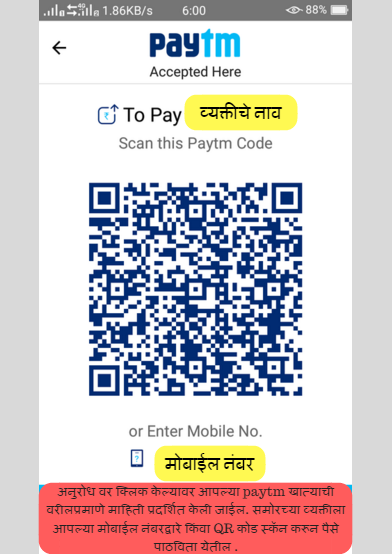 1.86KB/s 6:00 88%
paytm
Accepted Here
To Pay व्यक्तीचे नाव
Scan this Paytm Code
or Enter Mobile No.
मोबाईल नंबर
अनुरोध वर क्लिक केल्यावर आपल्या paytm खात्याची
वरीलप्रमाणे माहिती प्रदर्शित केली जाईल. समोरच्या व्यक्तीला
आपल्या मोबाईल नंबरद्वारे किंवा QR कोड स्कॅन करून पैसे
पाठविता येतील .